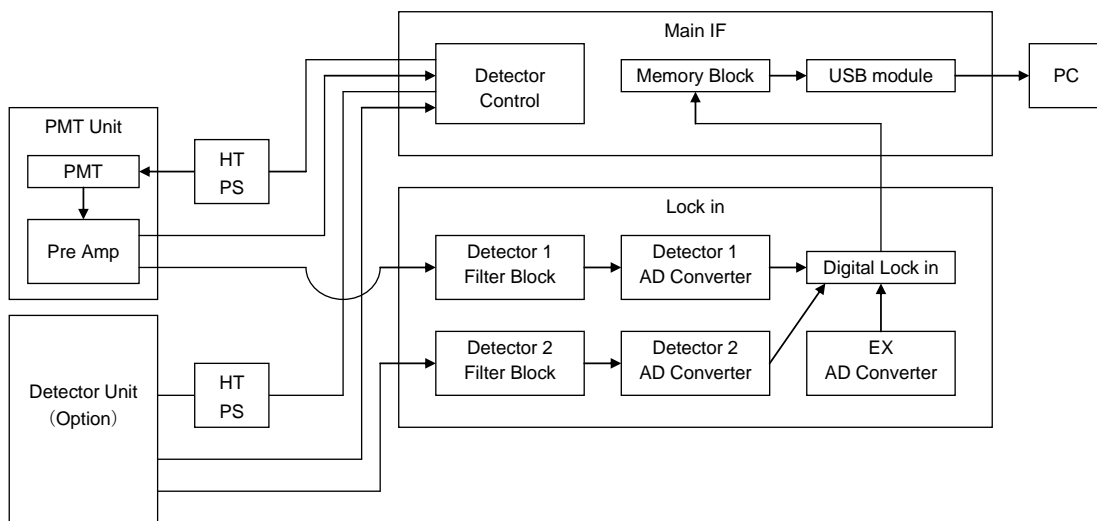 Main IF
Detector
Control
Memory Block
USB module
PC
PMT Unit
PMT
Pre Amp
HT
PS
Lock in
Detector 1
Filter Block
Detector 1
AD Converter
Digital Lock in
Detector 2
Filter Block
Detector 2
AD Converter
EX
AD Converter
Detector Unit
（Option）
HT
PS